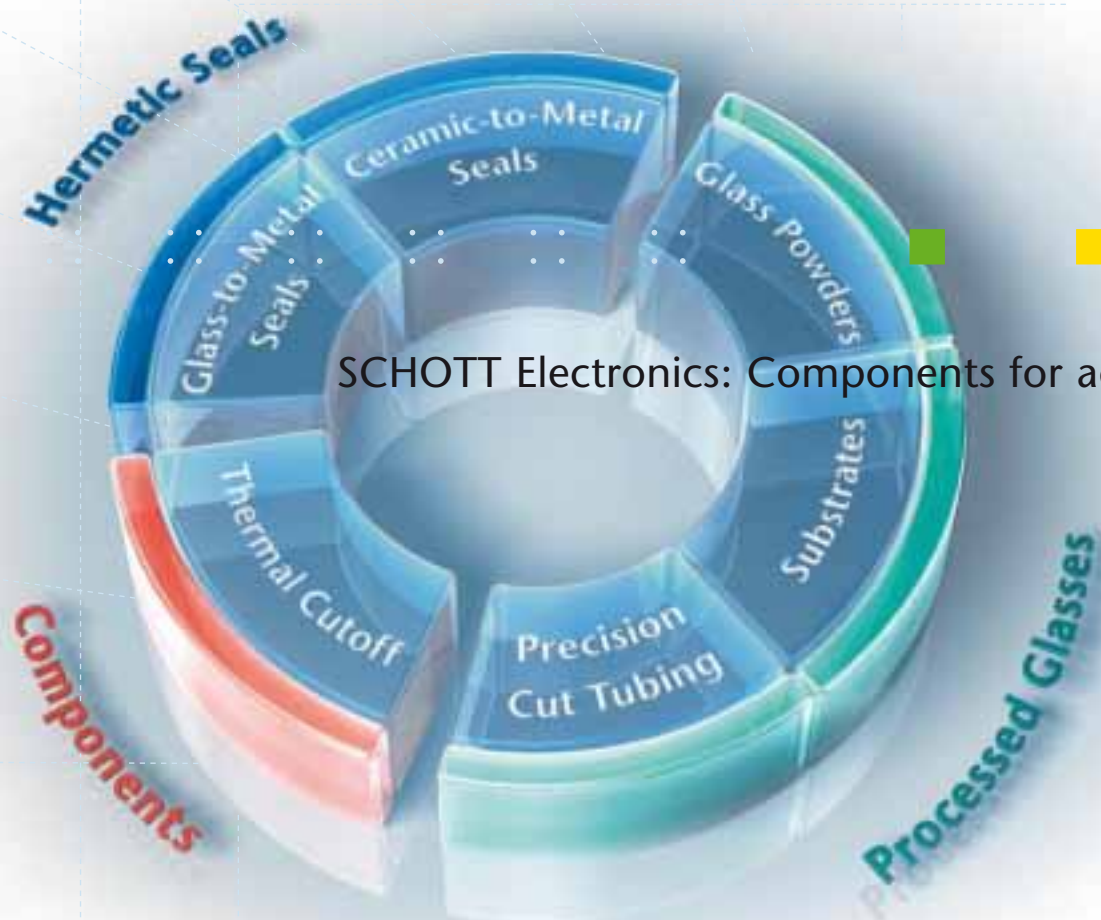 Hermetic Seals
Ceramic-to-Metal
Seals
Glass Powders
Glass-to-Metal
Seals
SCHOTT Electronics: Components for
Substrates
Thermal Cutoff
Precision
Cut Tubing
Components
Processed Glasses